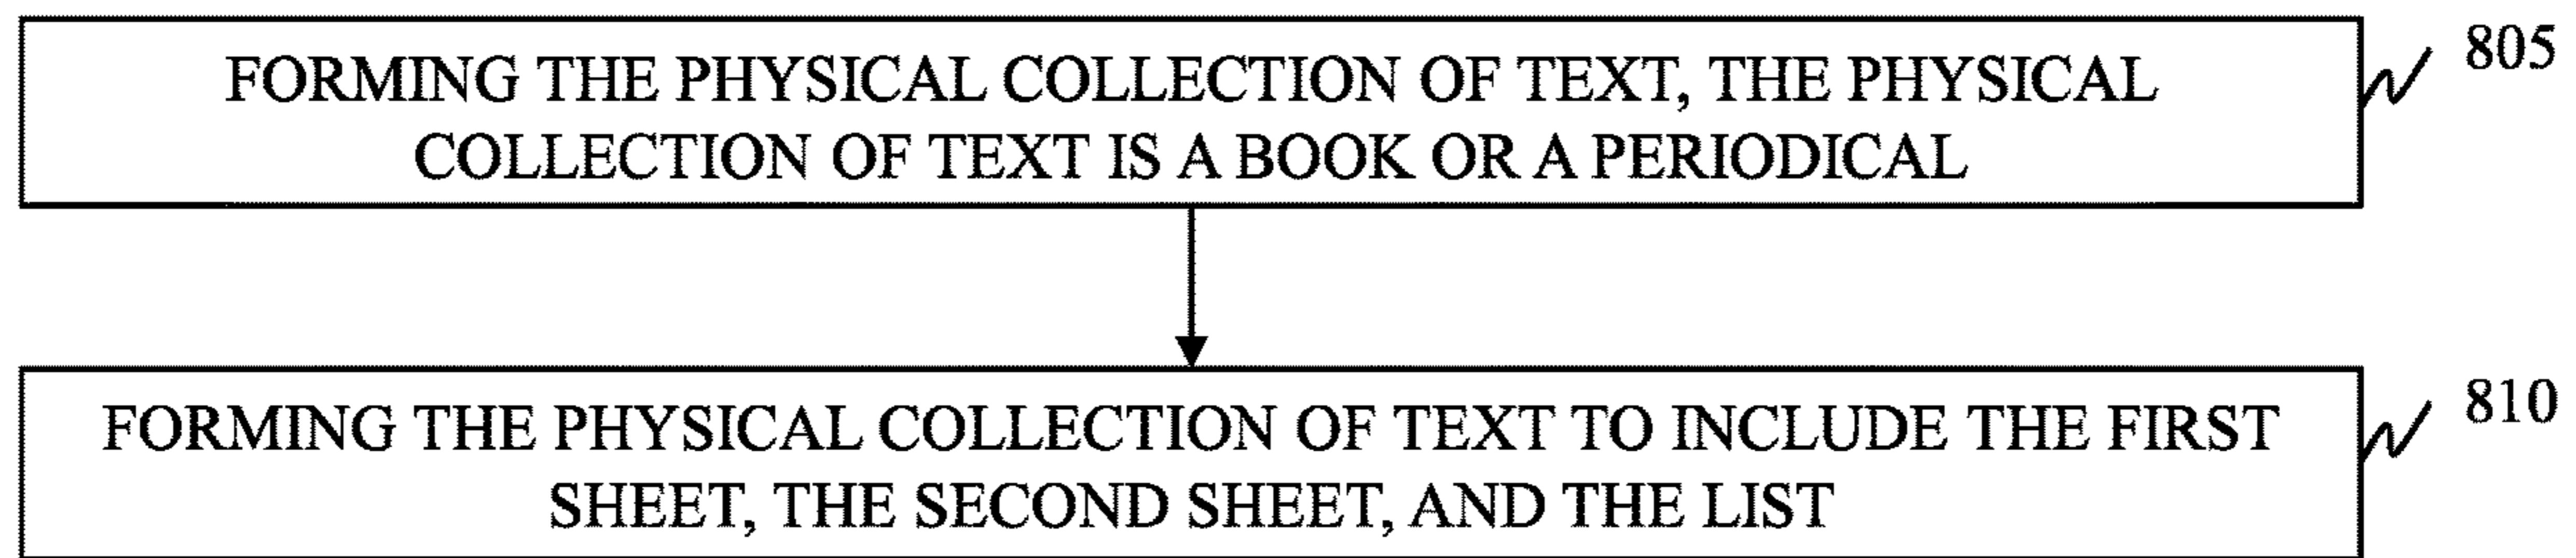 FORMING THE PHYSICAL COLLECTION OF TEXT, THE PHYSICAL
COLLECTION OF TEXT IS A BOOK OR A PERIODICAL
805
FORMING THE PHYSICAL COLLECTION OF TEXT TO INCLUDE THE FIRST
SHEET, THE SECOND SHEET, AND THE LIST
810